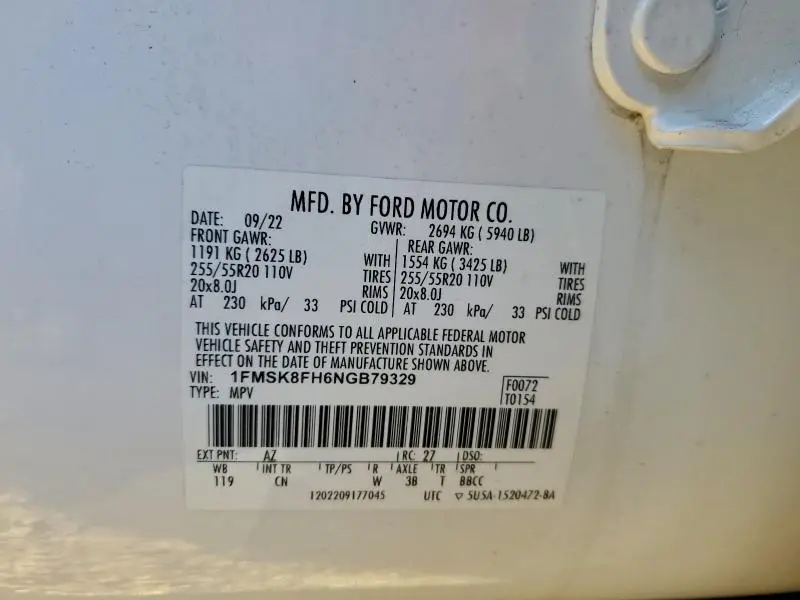 MFD. BY FORD MOTOR CO.
DATE: 09/22 GVWR: 2694 KG ( 5940 LB)
FRONT GAWR: REAR GAWR:
1191 KG ( 2625 LB) WITH 1554 KG ( 3425 LB) WITH
255/55R20 110V TIRES 255/55R20 110V TIRES
20x8.0J RIMS 20x8.0J RIMS
AT 230 kPa/ 33 PSI COLD AT 230 kPa/ 33 PSI COLD
THIS VEHICLE CONFORMS TO ALL APPLICABLE FEDERAL MOTOR
VEHICLE SAFETY AND THEFT PREVENTION STANDARDS IN
EFFECT ON THE DATE OF MANUFACTURE SHOWN ABOVE.
VIN: 1FMSK8FH6NGB79329 F0072
TYPE: MPV T0154
EXT PNT: AZ RC: 27 DSO:
WB INT TR TP/PS R AXLE TR SPR
119 CN W 3B T BBCC
1202209177045 UTC ▽ 5U5A-1520472-BA